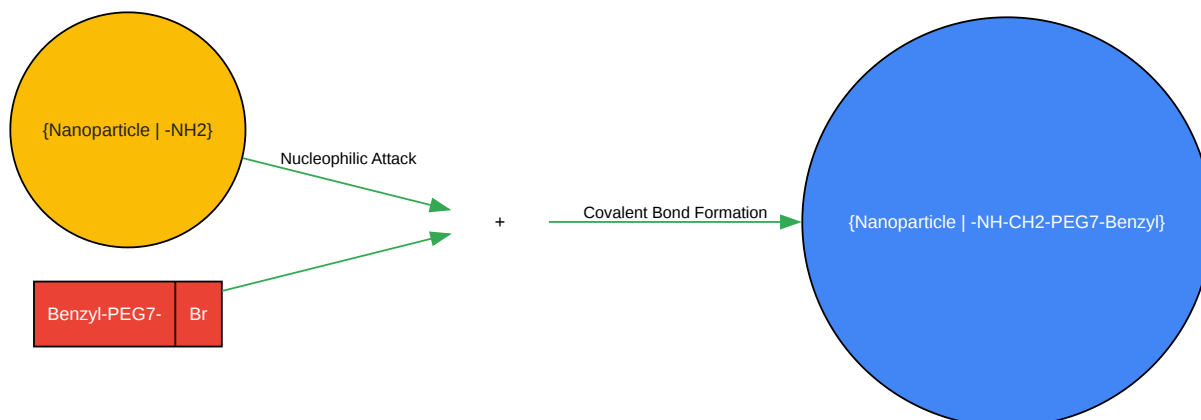 {Nanoparticle | -NH2}
Nucleophilic Attack
+
Covalent Bond Formation
{Nanoparticle | -NH-CH2-PEG7-Benzyl}
Benzyl-PEG7-
Br